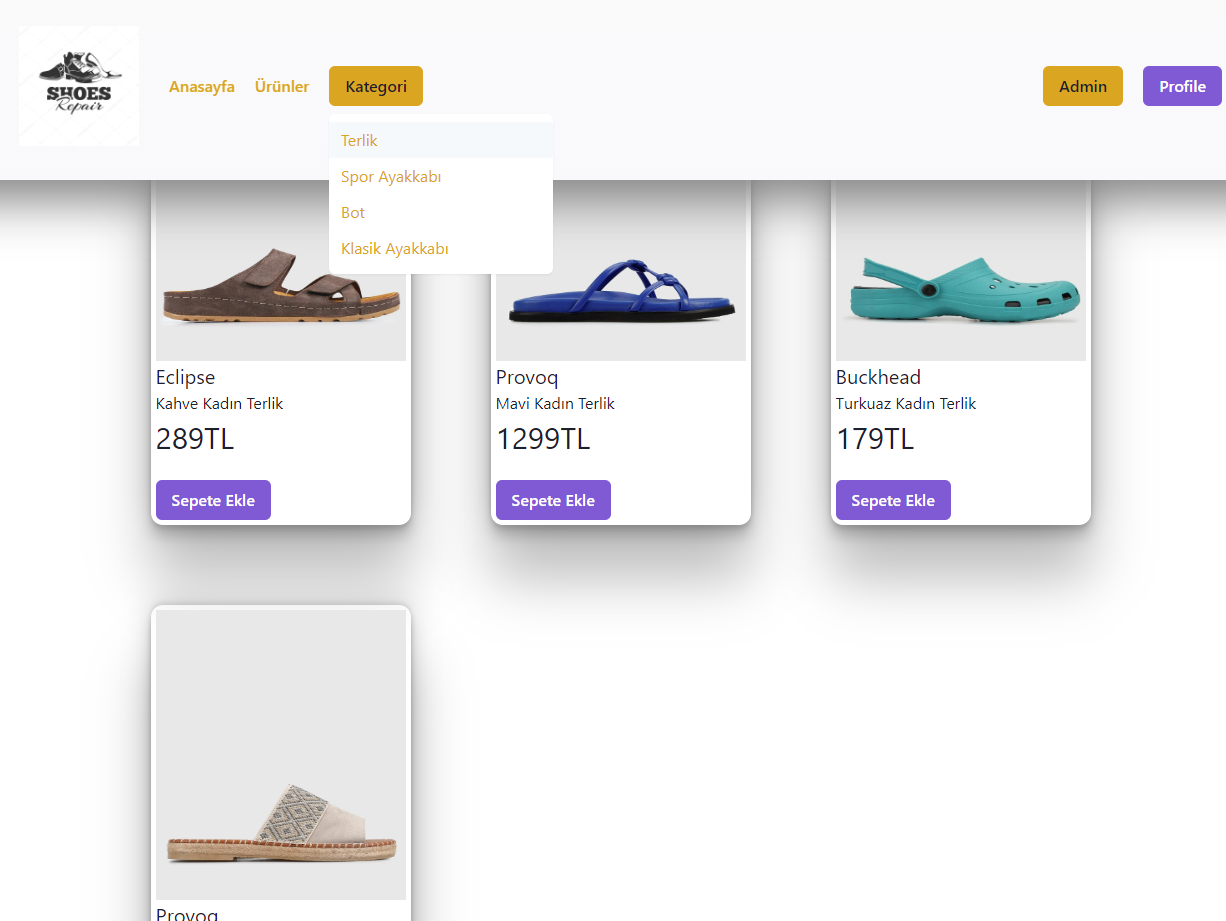 SHOES
Repair
Anasayfa Ürünler Kategori Admin Profile
Terlik
Spor Ayakkabı
Bot
Klasik Ayakkabı
Eclipse
Kahve Kadın Terlik
289TL
Sepete Ekle
Provoq
Mavi Kadın Terlik
1299TL
Sepete Ekle
Buckhead
Turkuaz Kadın Terlik
179TL
Sepete Ekle
Provoq